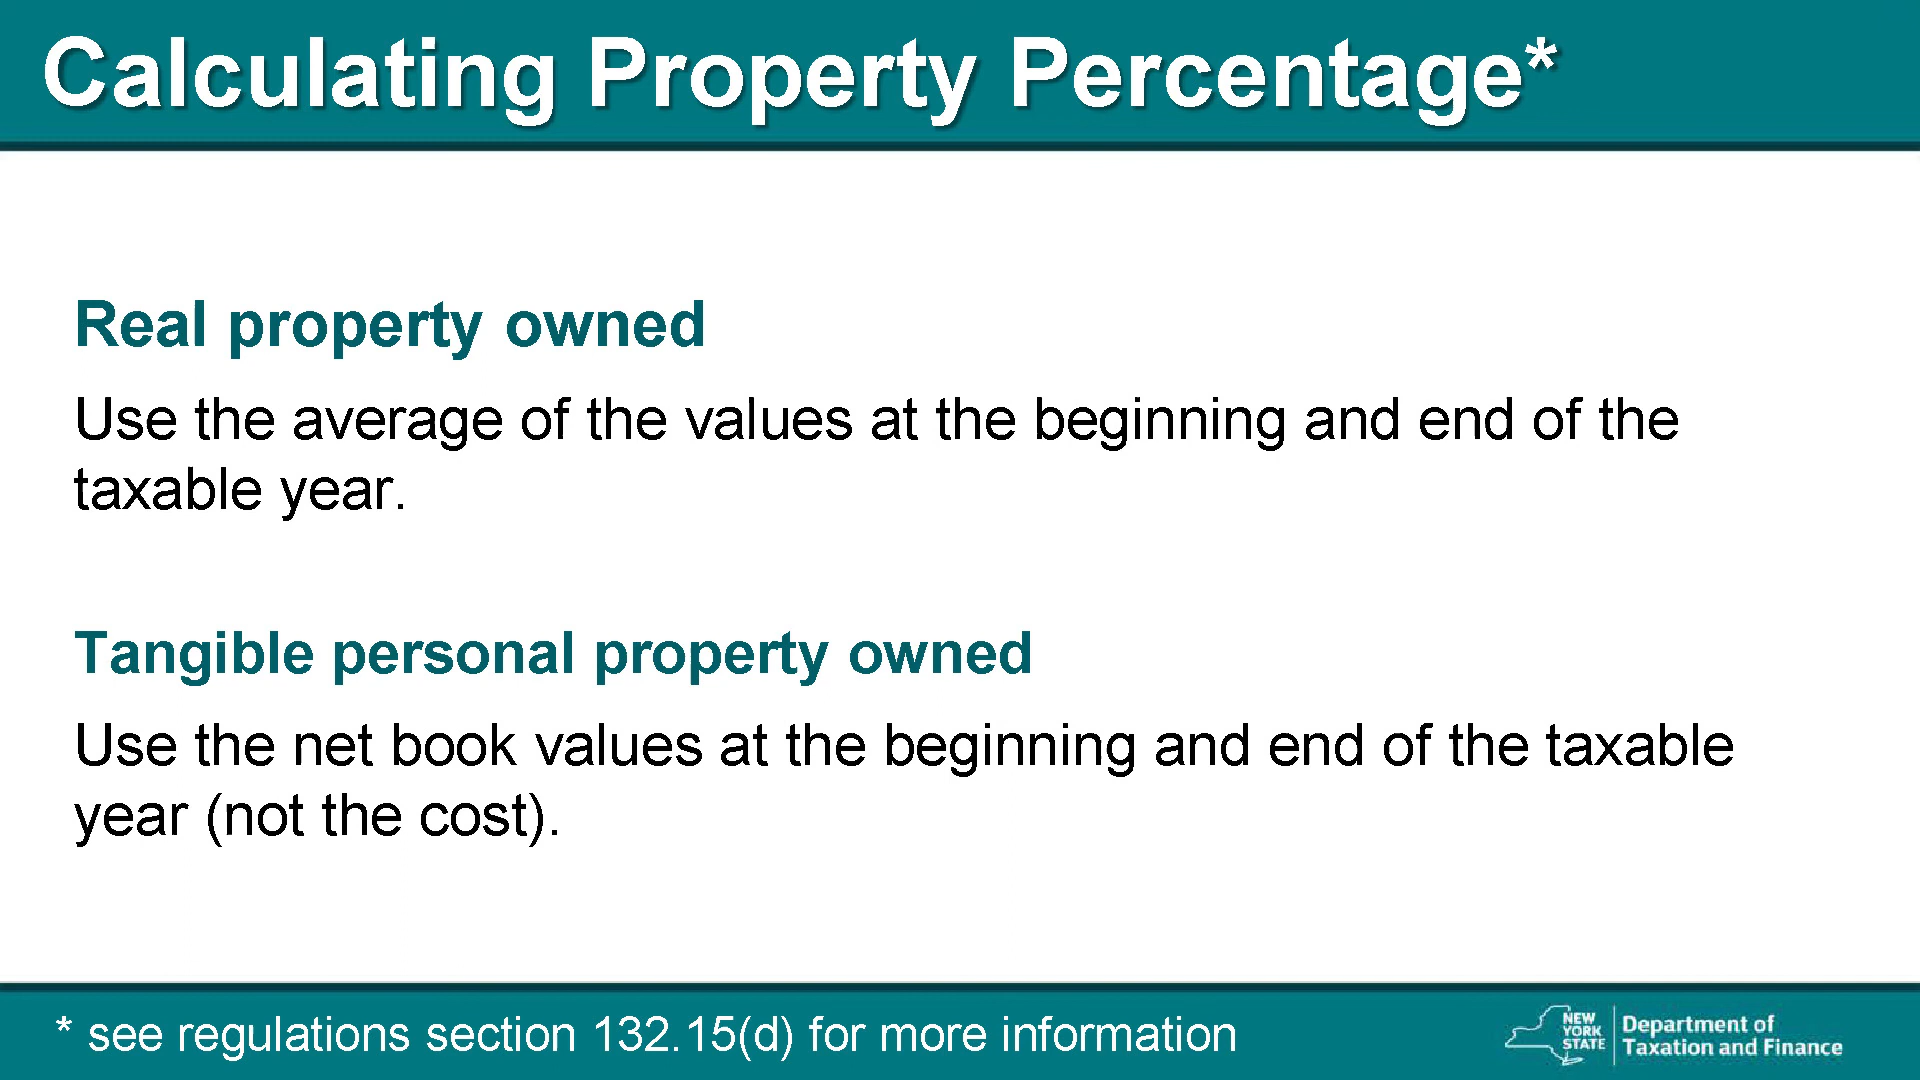 Calculating Property Percentage*
Real property owned
Use the average of the values at the beginning and end of the
taxable year.
Tangible personal property owned
Use the net book values at the beginning and end of the taxable
year (not the cost).
* see regulations section 132.15(d) for more information
NEW
YORK
STATE
Department of
Taxation and Finance